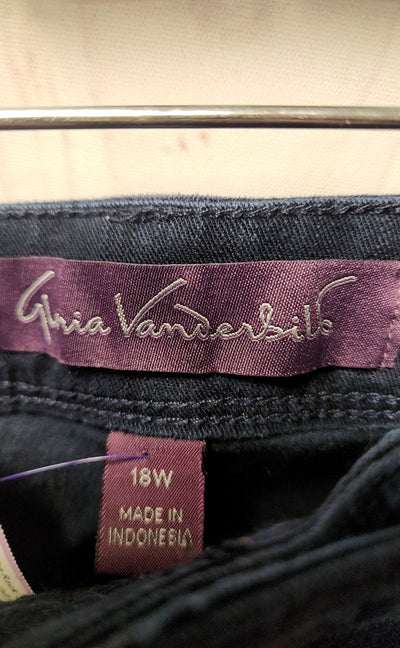 Gloria Vanderbilt
18W
MADE IN
INDONESIA